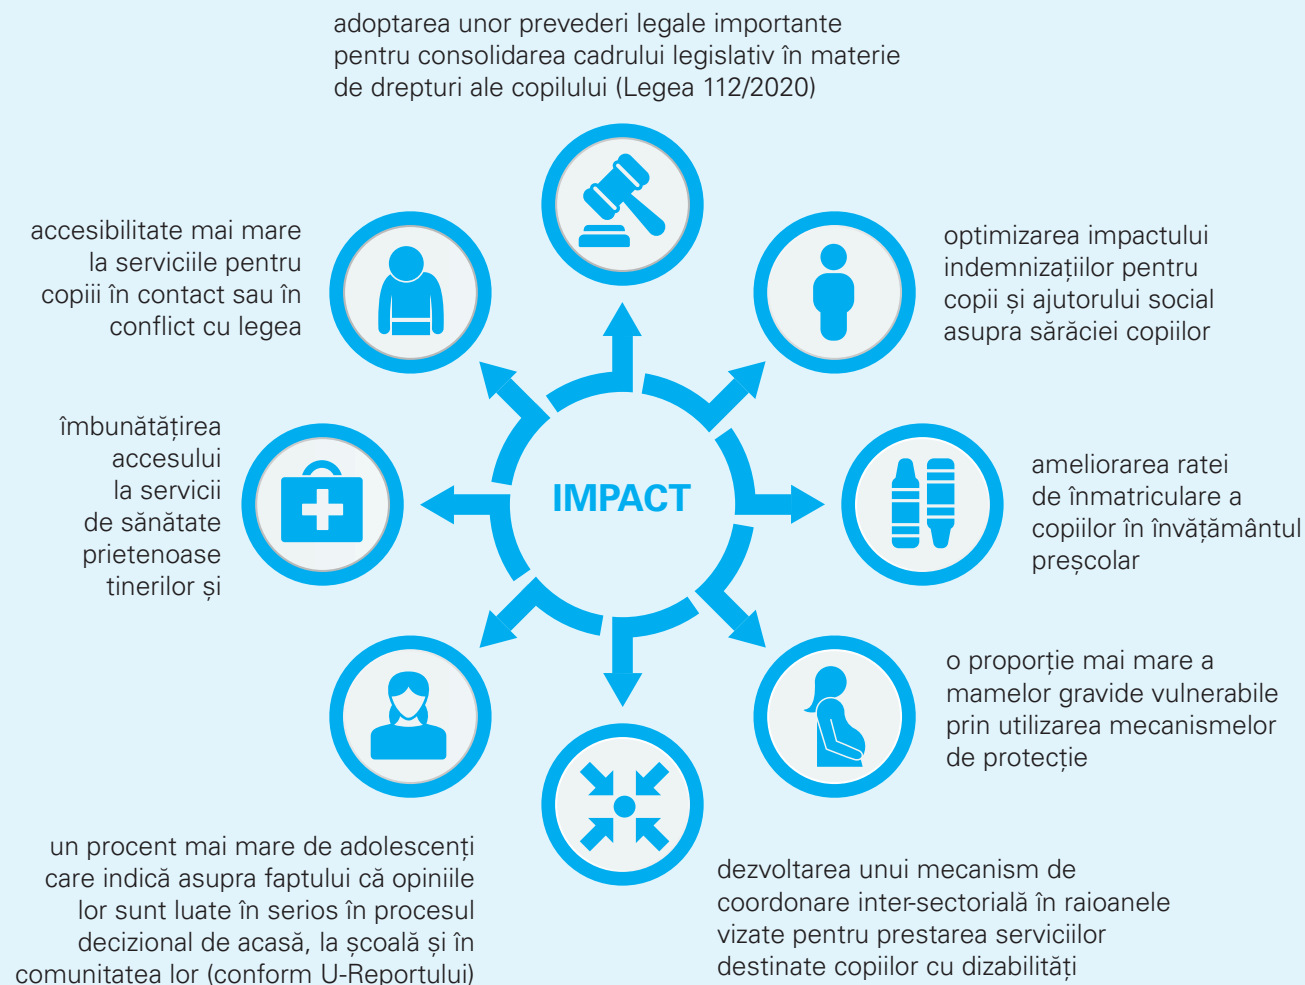 adoptarea unor prevederi legale importante
pentru consolidarea cadrului legislativ în materie
de drepturi ale copilului (Legea 112/2020)
optimizarea impactului
indemnizațiilor pentru
copii și ajutorului social
asupra sărăciei copiilor
ameliorarea ratei
de înmatriculare a
copiilor în învățământul
preșcolar
o proporție mai mare a
mamelor gravide vulnerabile
prin utilizarea mecanismelor
de protecție
dezvoltarea unui mecanism de
coordonare inter-sectorială în raioanele
vizate pentru prestarea serviciilor
destinate copiilor cu dizabilități
un procent mai mare de adolescenți
care indică asupra faptului că opiniile
lor sunt luate în serios în procesul
decizional de acasă, la școală și în
comunitatea lor (conform U-Reportului)
îmbunătățirea
accesului
la servicii
de sănătate
prietenoase
tinerilor și
accesibilitate mai mare
la serviciile pentru
copiii în contact sau în
conflict cu legea
IMPACT